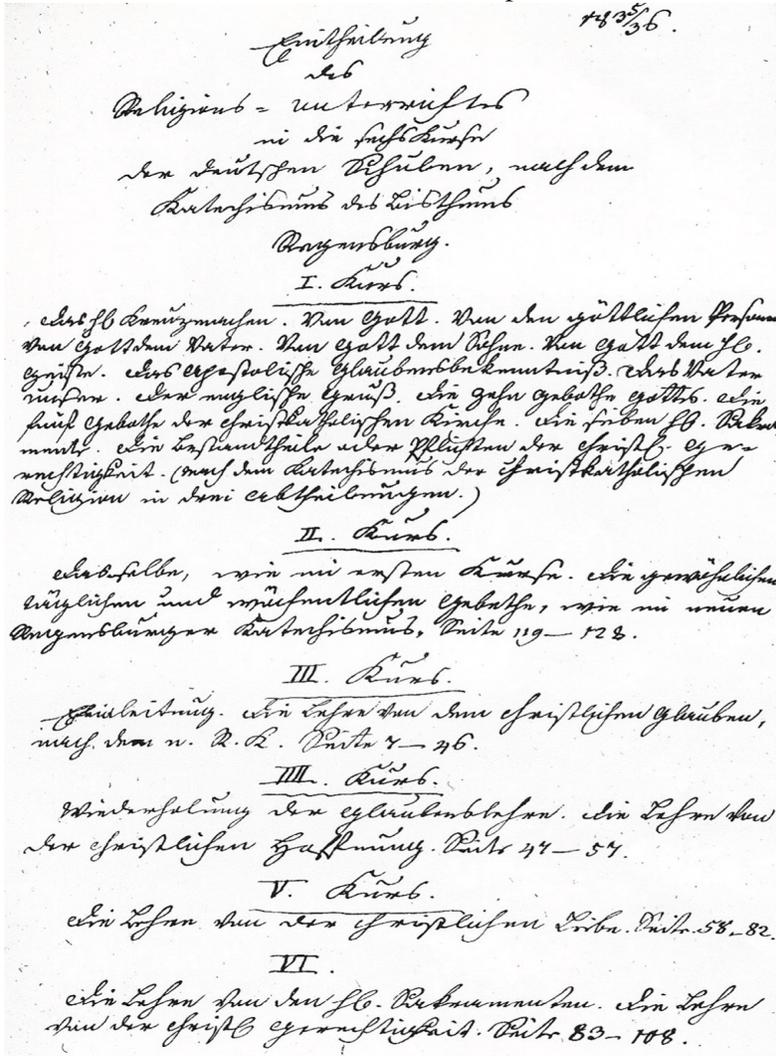 1835/36.
Eintheilung
des
Religions = Unterrichtes
in die sechs Kurse
der deutschen Schulen, nach dem
Katechismus des Bisthums
Regensburg.
I. Kurs.
Das hl. Kreuzmachen. Von Gott. Von den göttlichen Personen
Von Gott dem Vater. Von Gott dem Sohne. Von Gott dem hl.
Geiste. Das apostolische Glaubensbekenntniß. Das Vater
unser. Der englische Gruß. Die zehn Gebothe Gottes. Die
fünf Gebothe der christkatholischen Kirche. Die sieben hl. Sakra
mente. Die Bestandtheile oder Pflichten der christl. Ge=
rechtigkeit. (nach dem Katechismus der christkatholischen
Religion in drei Abtheilungen.)
II. Kurs.
Dasselbe, wie im ersten Kurse. Die gewöhnlichen
täglichen und wöchentlichen Gebethe, wie im neuen
Regensburger Katechismus, Seite 119 – 128.
III. Kurs.
Einleitung. Die Lehre von dem christlichen Glauben,
nach dem n. R. K. Seite 7 – 46.
IIII. Kurs.
Wiederholung der Glaubenslehre. Die Lehre von
der christlichen Hoffnung. Seite 47 – 57.
V. Kurs.
Die Lehre von der christlichen Liebe. Seite 58 – 82.
VI.
Die Lehre von den hl. Sakramenten. Die Lehre
von der christl. Gerechtigkeit. Seite 83 – 108.